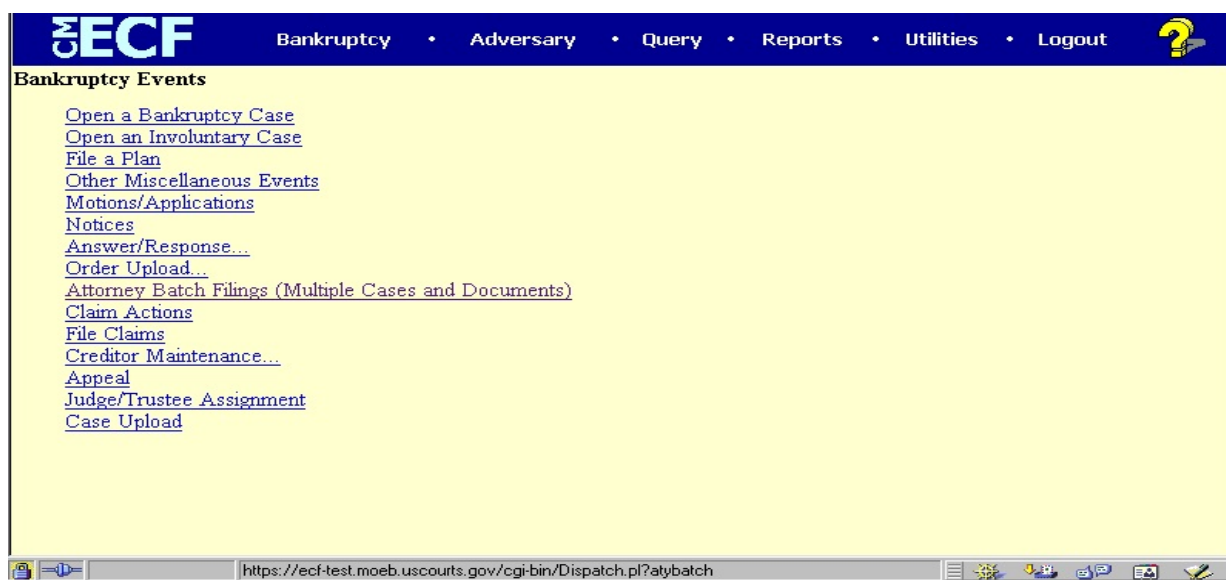 CM ECF Bankruptcy • Adversary • Query • Reports • Utilities • Logout ?
Bankruptcy Events
Open a Bankruptcy Case
Open an Involuntary Case
File a Plan
Other Miscellaneous Events
Motions/Applications
Notices
Answer/Response...
Order Upload...
Attorney Batch Filings (Multiple Cases and Documents)
Claim Actions
File Claims
Creditor Maintenance...
Appeal
Judge/Trustee Assignment
Case Upload
https://ecf-test.moeb.uscourts.gov/cgi-bin/Dispatch.pl?atybatch